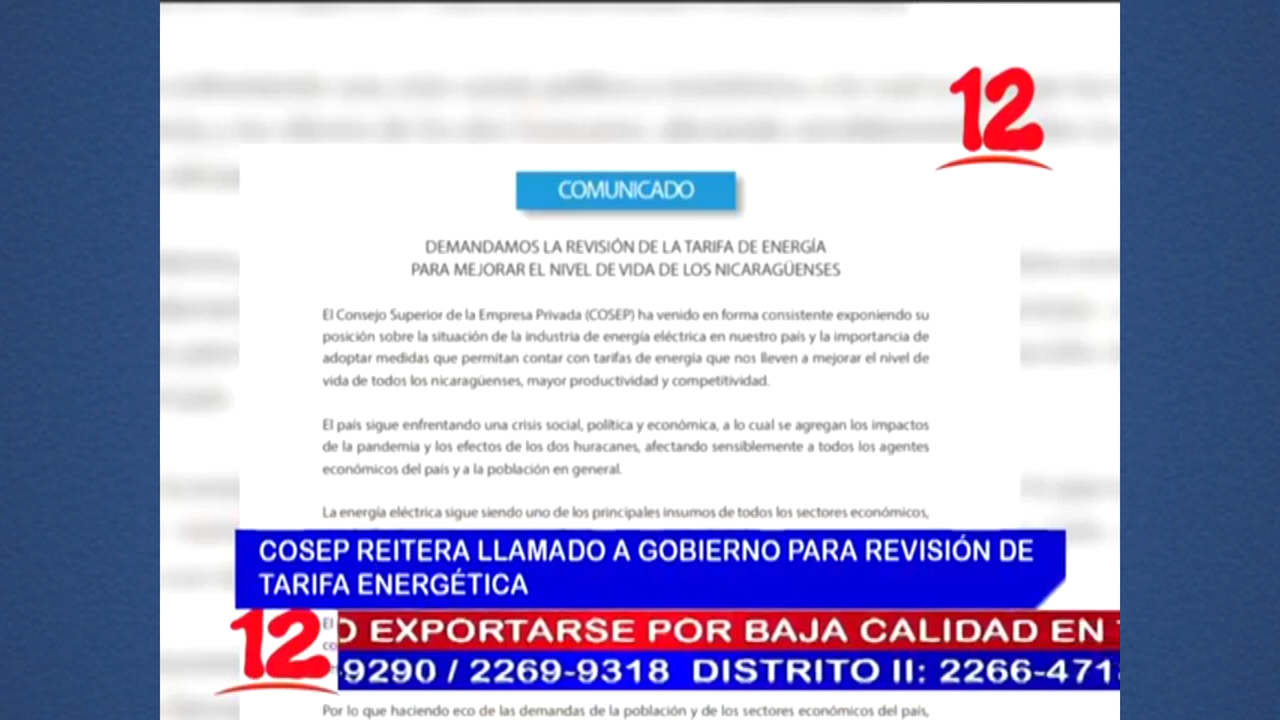 12
COMUNICADO
DEMANDAMOS LA REVISIÓN DE LA TARIFA DE ENERGÍA
PARA MEJORAR EL NIVEL DE VIDA DE LOS NICARAGÜENSES
El Consejo Superior de la Empresa Privada (COSEP) ha venido en forma consistente exponiendo su
posición sobre la situación de la industria de energía eléctrica en nuestro país y la importancia de
adoptar medidas que permitan contar con tarifas de energía que nos lleven a mejorar el nivel de
vida de todos los nicaragüenses, mayor productividad y competitividad.
El país sigue enfrentando una crisis social, política y económica, a lo cual se agregan los impactos
de la pandemia y los efectos de los dos huracanes, afectando sensiblemente a todos los agentes
económicos del país y a la población en general.
La energía eléctrica sigue siendo uno de los principales insumos de todos los sectores económicos,
COSEP REITERA LLAMADO A GOBIERNO PARA REVISIÓN DE
TARIFA ENERGÉTICA
El
co
12
O EXPORTARSE POR BAJA CALIDAD EN
9290 / 2269-9318 DISTRITO II: 2266-471
Por lo que haciendo eco de las demandas de la población y de los sectores económicos del país,